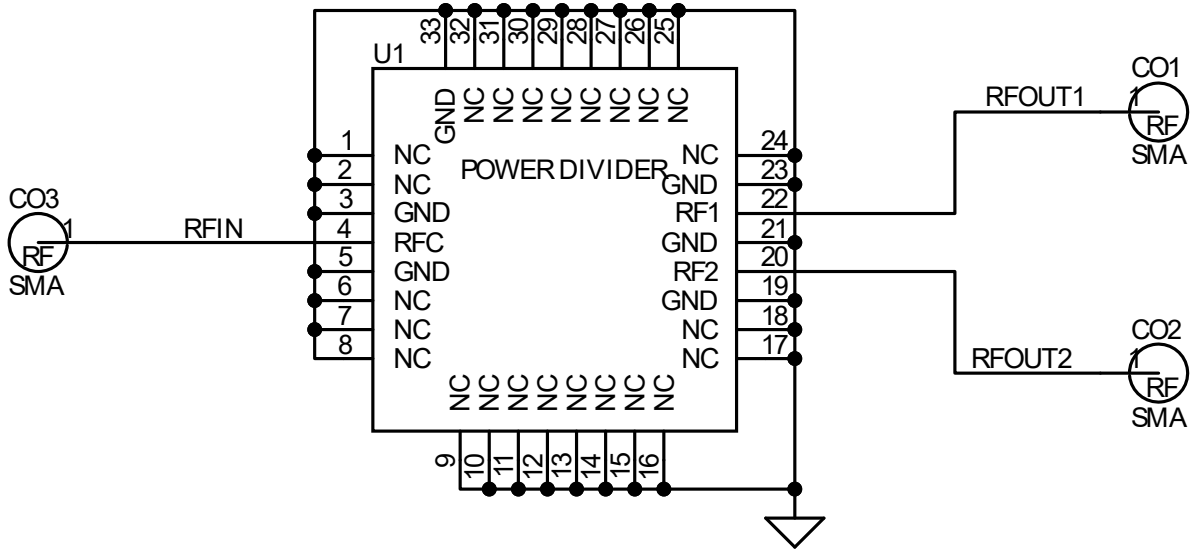 33 32 31 30 29 28 27 26 25
U1
GND NC NC NC NC NC NC NC NC
POWER DIVIDER
1 NC
2 NC
3 GND
4 RFC
5 GND
6 NC
7 NC
8 NC
NC 24
GND 23
RF1 22
GND 21
RF2 20
GND 19
NC 18
NC 17
NC NC NC NC NC NC NC NC
9 10 11 12 13 14 15 16
CO3
1
RF
SMA
RFIN
RFOUT1
CO1
1
RF
SMA
RFOUT2
CO2
1
RF
SMA